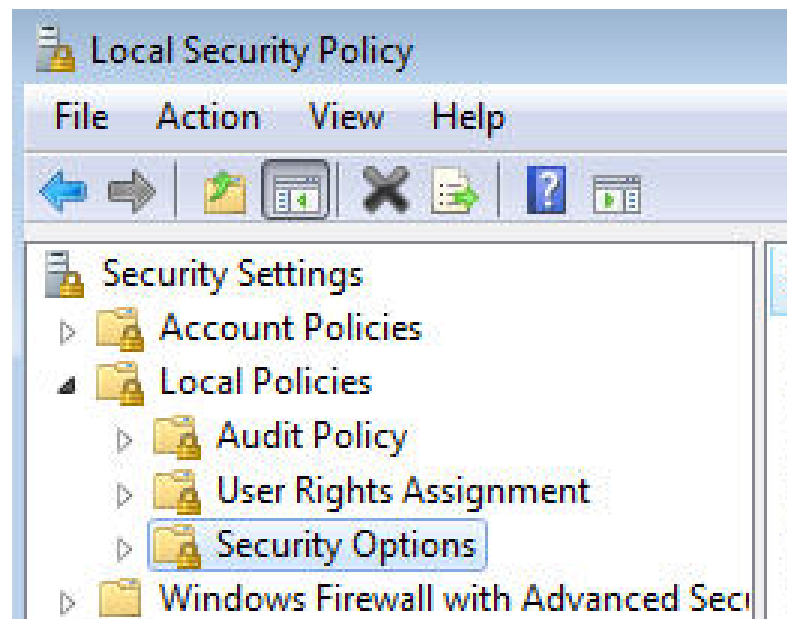 Local Security Policy
File Action View Help
Security Settings
Account Policies
Local Policies
Audit Policy
User Rights Assignment
Security Options
Windows Firewall with Advanced Secu